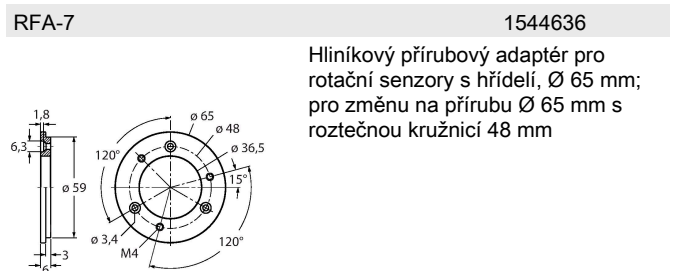 RFA-7 1544636
Hliníkový přírubový adaptér pro
rotační senzory s hřídelí, Ø 65 mm;
pro změnu na přírubu Ø 65 mm s
roztečnou kružnicí 48 mm
1,8
6,3
ø 59
3
6
ø 65
ø 48
ø 36,5
120°
15°
ø 3,4
M4
120°